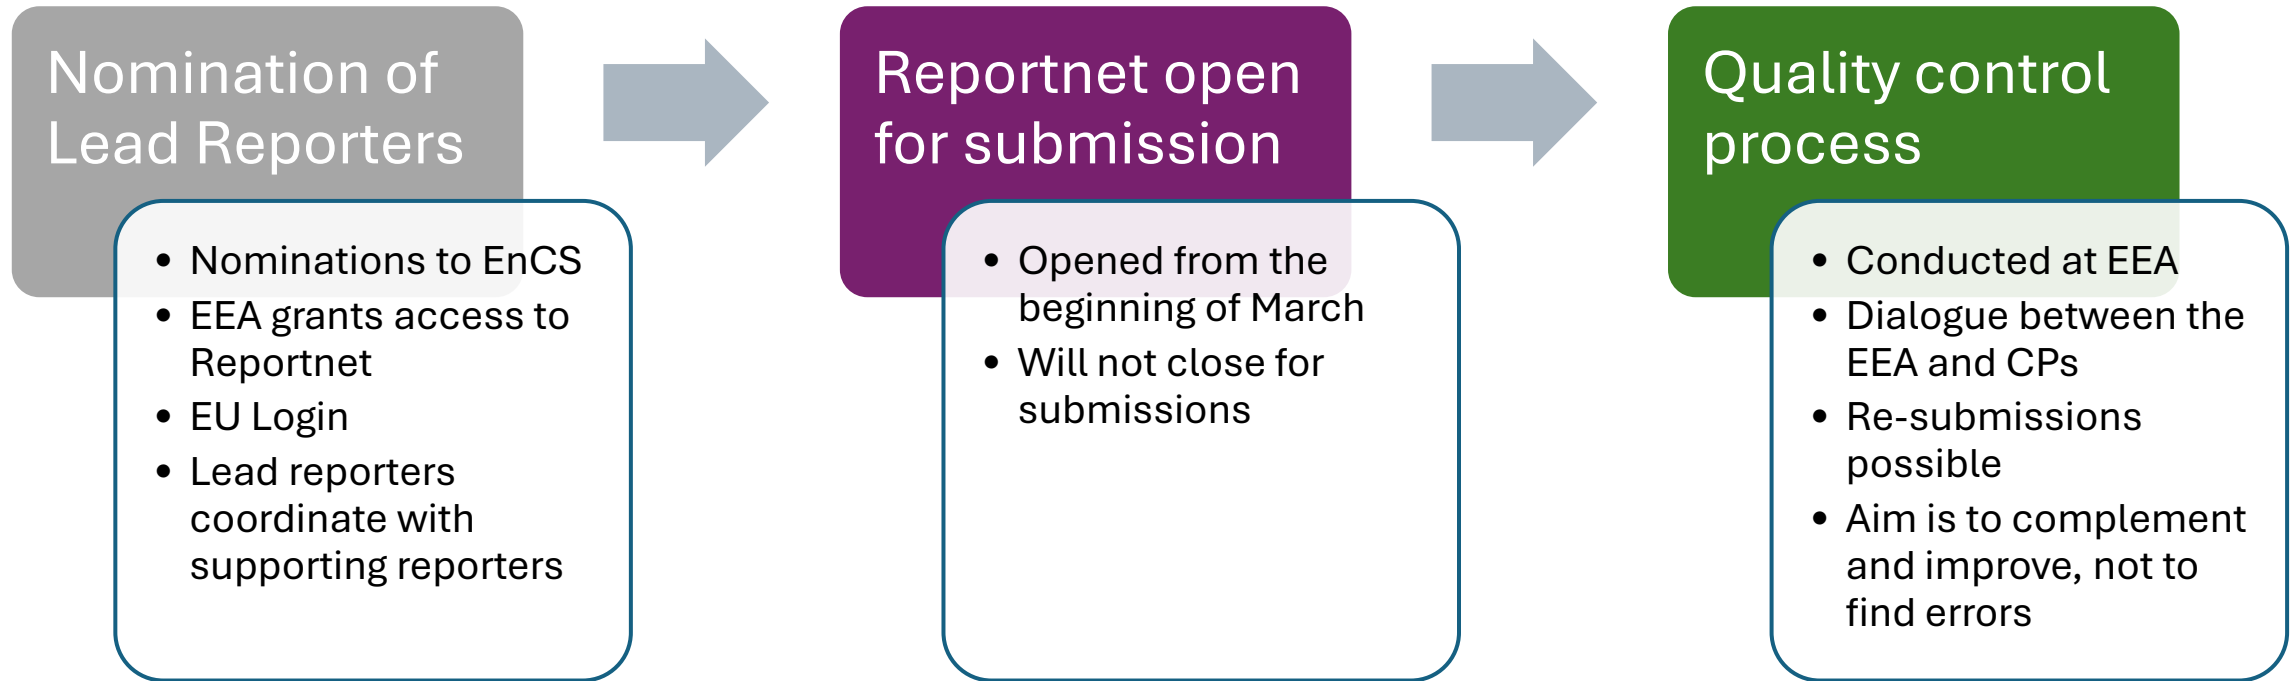 Nomination of
Lead Reporters
• Nominations to EnCS
• EEA grants access to
Reportnet
• EU Login
• Lead reporters
coordinate with
supporting reporters
Reportnet open
for submission
• Opened from the
beginning of March
• Will not close for
submissions
Quality control
process
• Conducted at EEA
• Dialogue between the
EEA and CPs
• Re-submissions
possible
• Aim is to complement
and improve, not to
find errors